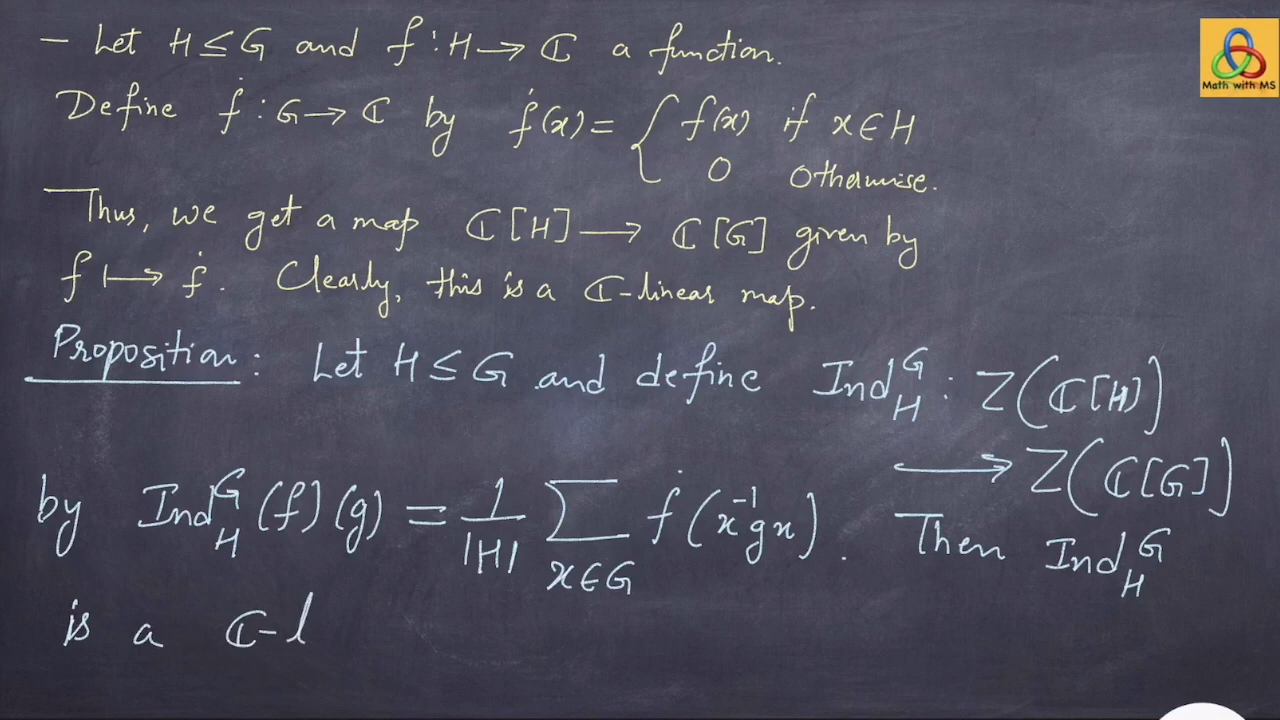 – Let H ≤ G and f : H → ℂ a function.
Define ḟ : G → ℂ by ḟ(x) = { f(x) if x ∈ H
0 otherwise.
Thus, we get a map ℂ[H] → ℂ[G] given by
f ↦ ḟ. Clearly, this is a ℂ-linear map.
Proposition: Let H ≤ G and define Ind_H^G : Z(ℂ[H])
→ Z(ℂ[G])
by Ind_H^G (f)(g) = 1/|H| ∑_{x∈G} ḟ(x⁻¹gx). Then Ind_H^G
is a ℂ-l
Math with MS